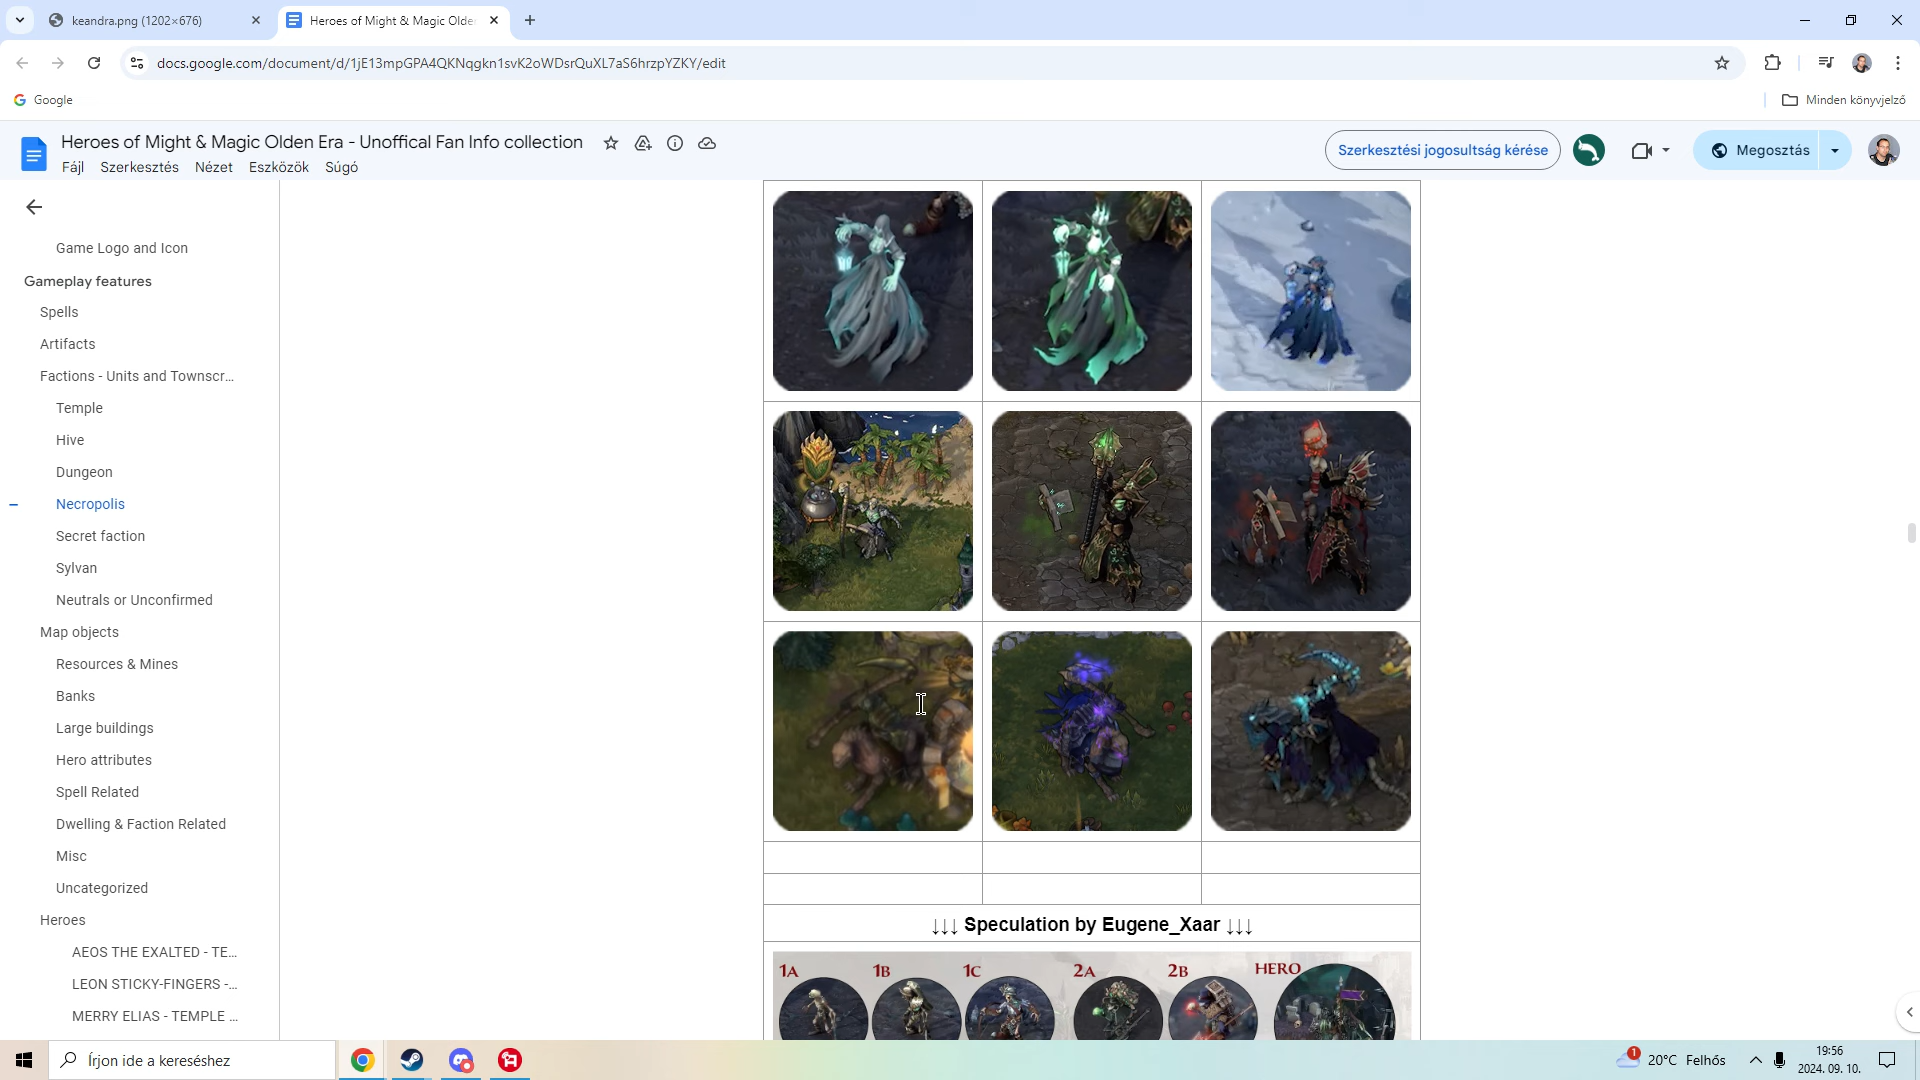 keandra.png (1202×676)
Heroes of Might & Magic Olde
docs.google.com/document/d/1jE13mpGPA4QKNqgkn1svK2oWDsrQuXL7aS6hrzpYZKY/edit
Google
Minden könyvjelző
Heroes of Might & Magic Olden Era - Unoffical Fan Info collection
Fájl Szerkesztés Nézet Eszközök Súgó
Szerkesztési jogosultság kérése
Megosztás
Game Logo and Icon
Gameplay features
Spells
Artifacts
Factions - Units and Townscr...
Temple
Hive
Dungeon
Necropolis
Secret faction
Sylvan
Neutrals or Unconfirmed
Map objects
Resources & Mines
Banks
Large buildings
Hero attributes
Spell Related
Dwelling & Faction Related
Misc
Uncategorized
Heroes
AEOS THE EXALTED - TE...
LEON STICKY-FINGERS -...
MERRY ELIAS - TEMPLE ...
↓↓↓ Speculation by Eugene_Xaar ↓↓↓
1A 1B 1C 2A 2B HERO
Írjon ide a kereséshez
1
20°C Felhős
19:56
2024. 09. 10.